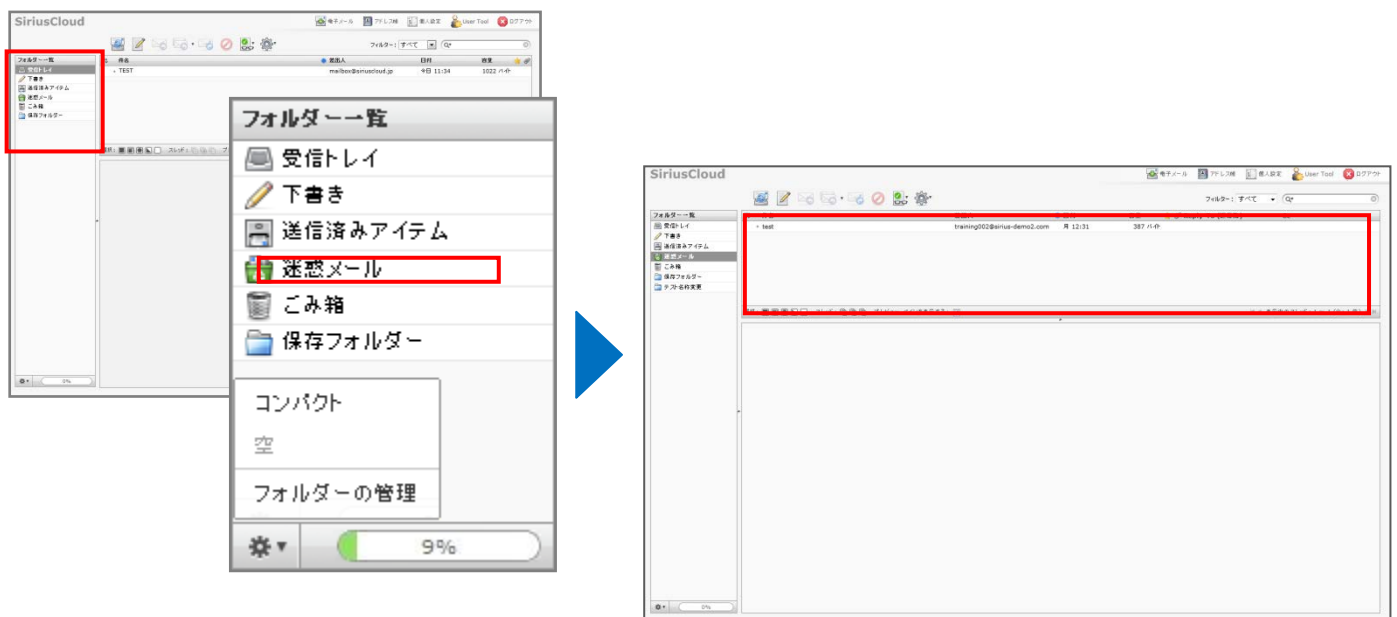 SiriusCloud
電子メール アドレス帳 個人設定 User Tool ログアウト
フィルター: すべて
フォルダー一覧
件名 差出人 日付 容量
受信トレイ
TEST mailbox@siriuscloud.jp 今日 11:34 1022 バイト
下書き
送信済みアイテム
迷惑メール
ごみ箱
保存フォルダー
0%
フォルダー一覧
受信トレイ
下書き
送信済みアイテム
迷惑メール
ごみ箱
保存フォルダー
コンパクト
空
フォルダーの管理
9%
SiriusCloud
電子メール アドレス帳 個人設定 User Tool ログアウト
フィルター: すべて
フォルダー一覧
受信トレイ
test training002@sirius-demo2.com 月 12:31 387 バイト
下書き
送信済みアイテム
迷惑メール
ごみ箱
保存フォルダー
テスト名称変更
0%